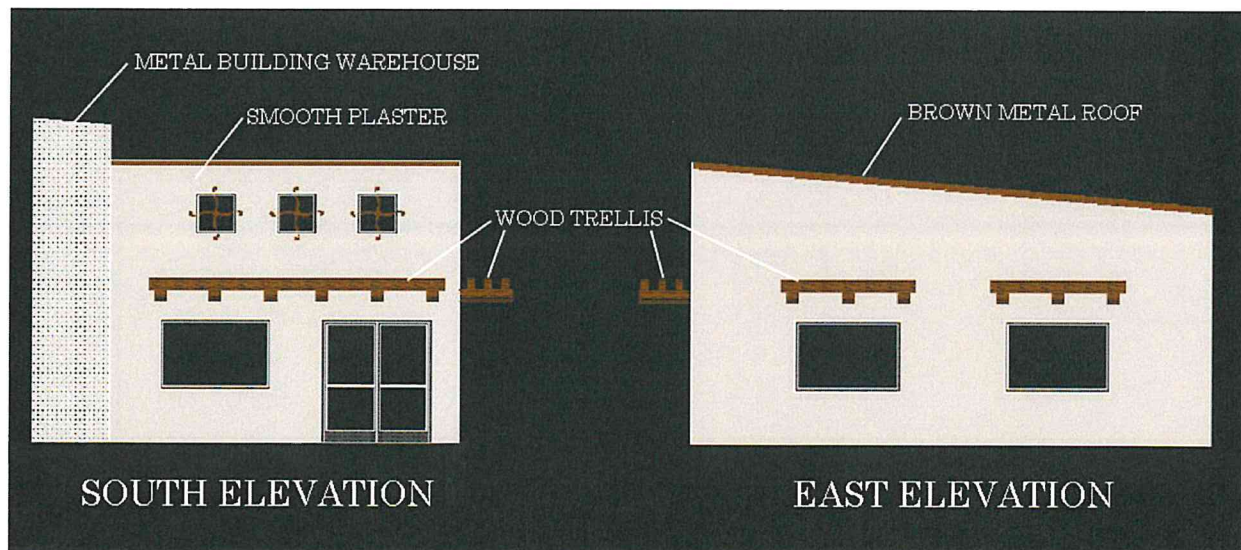 METAL BUILDING WAREHOUSE
SMOOTH PLASTER
BROWN METAL ROOF
WOOD TRELLIS
SOUTH ELEVATION
EAST ELEVATION